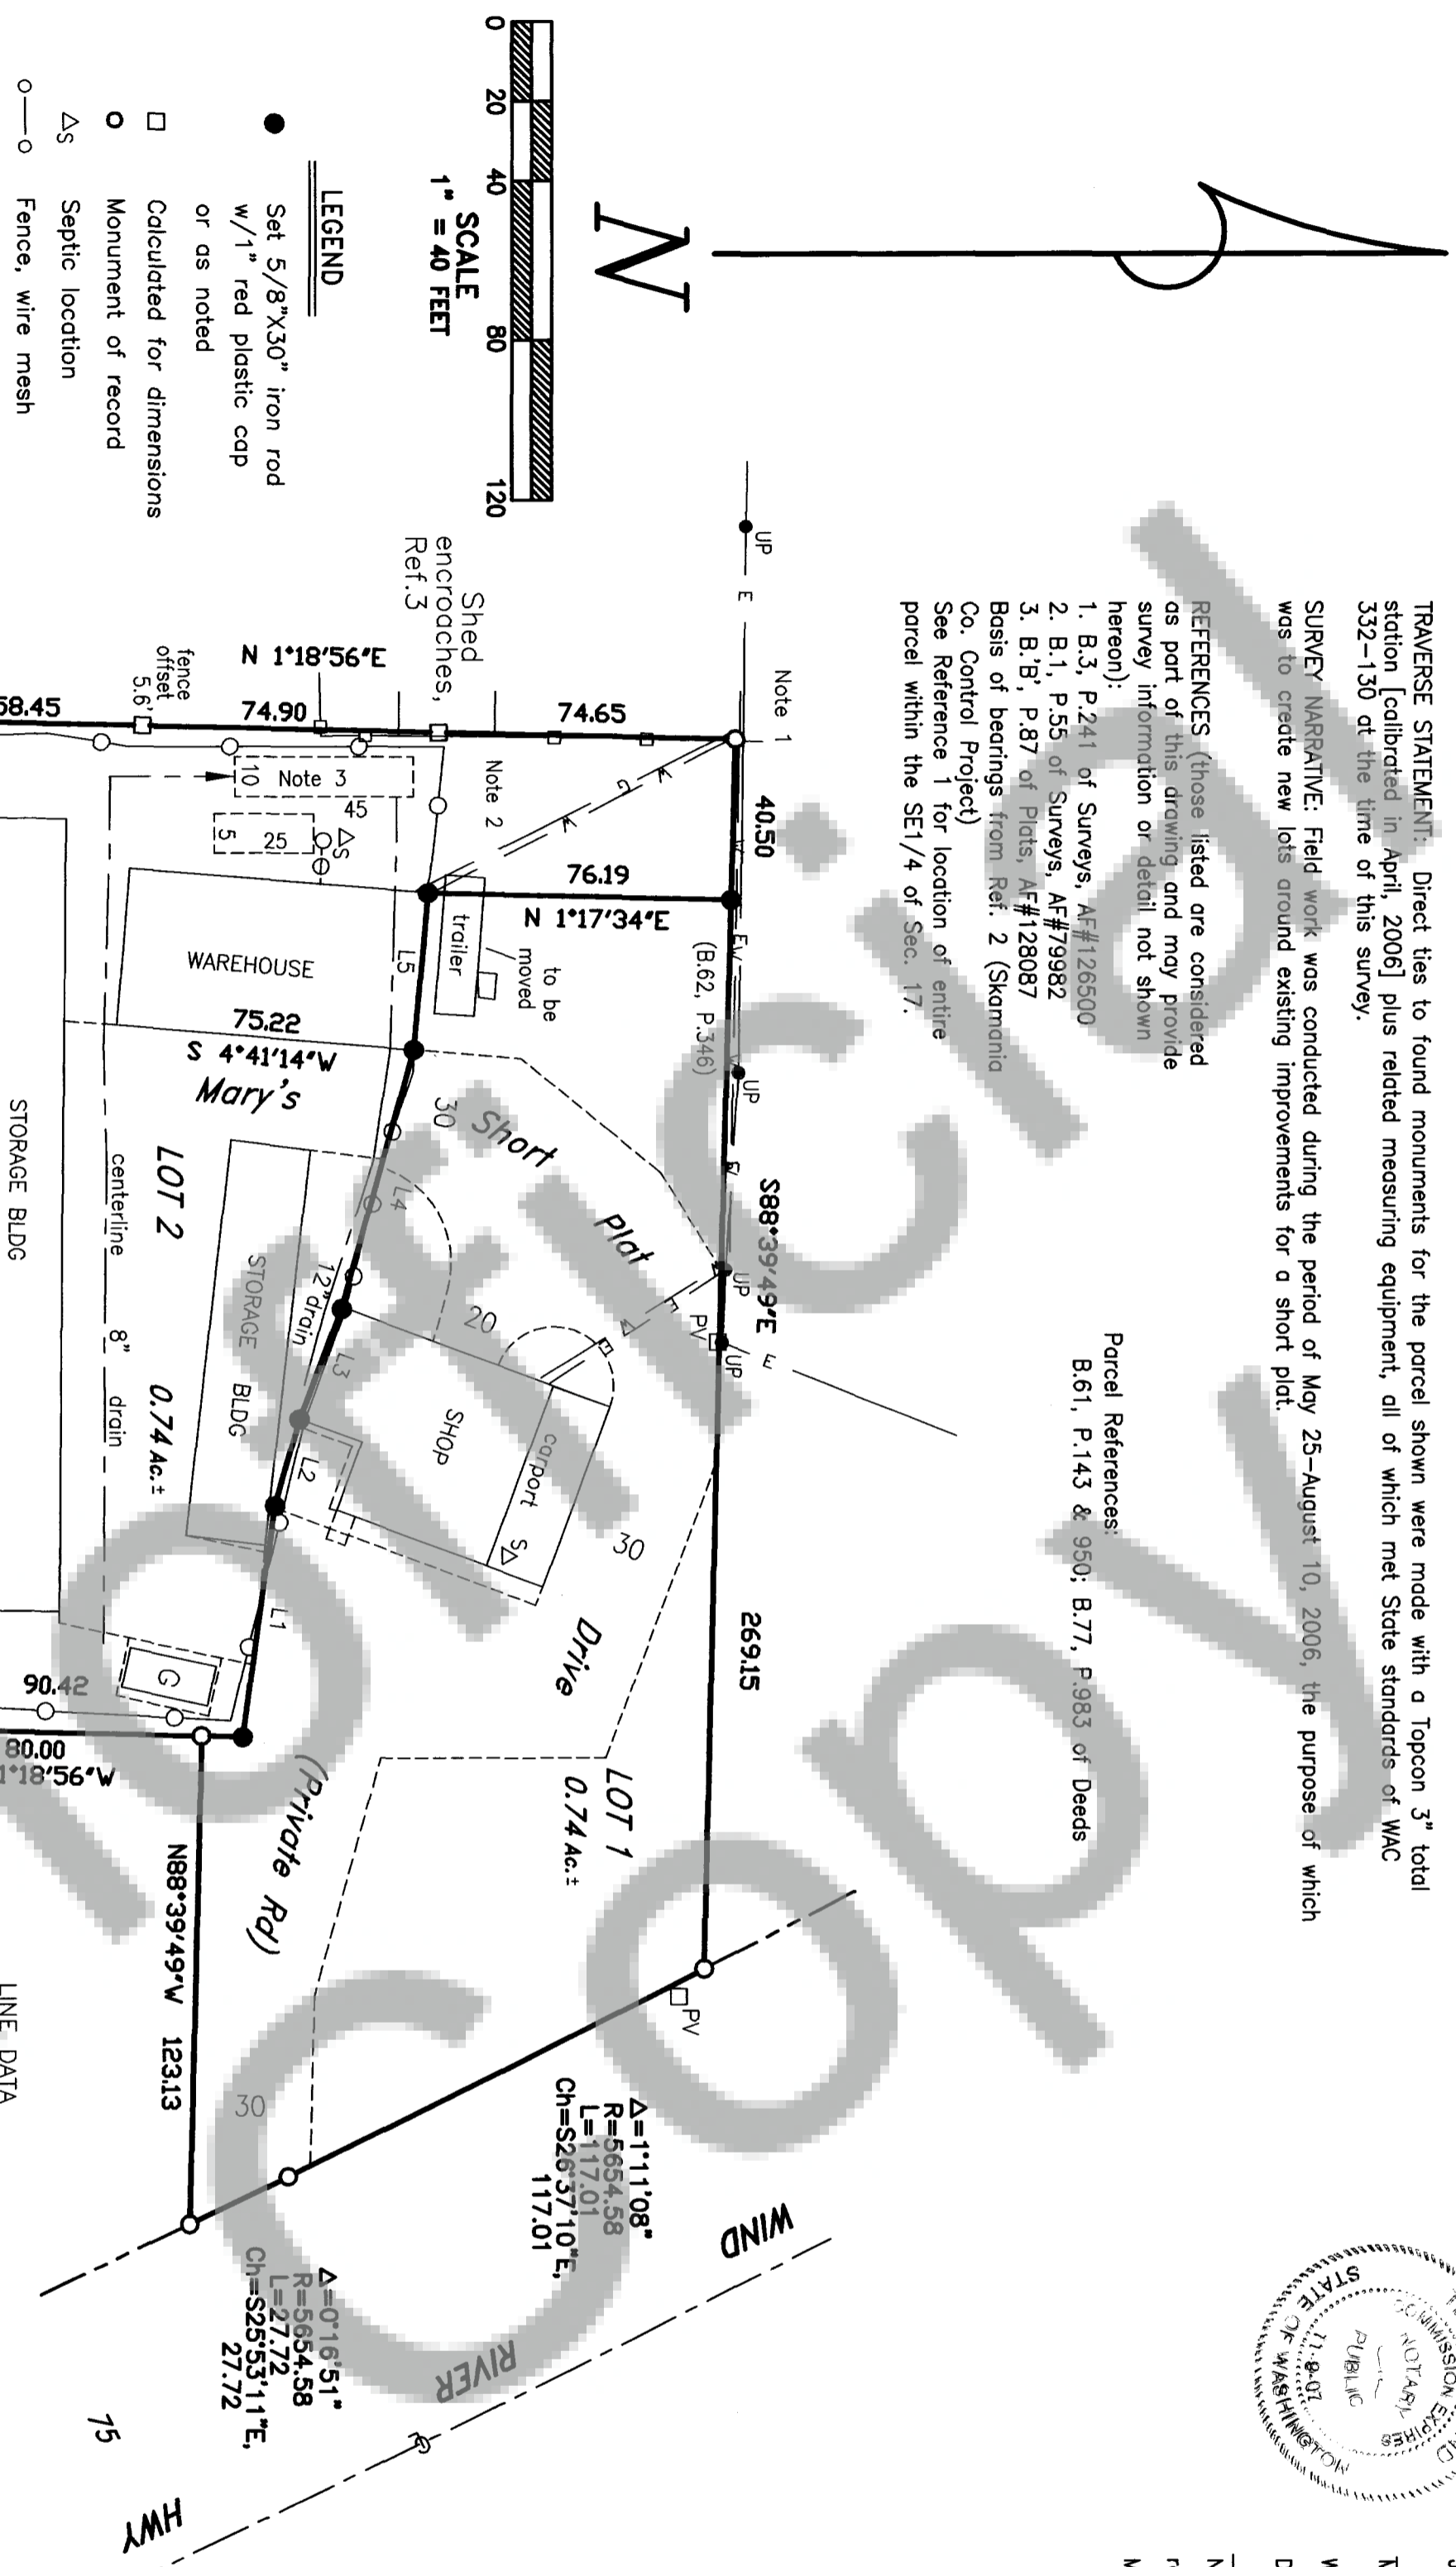 TRAVERSE STATEMENT: Direct ties to found monuments for the parcel shown were made with a Topcon 3" total
station [calibrated in April, 2006] plus related measuring equipment, all of which met State standards of WAC
332-130 at the time of this survey.
SURVEY NARRATIVE: Field work was conducted during the period of May 25-August 10, 2006, the purpose of which
was to create new lots around existing improvements for a short plat.
REFERENCES (those listed are considered
as part of this drawing and may provide
survey information or detail not shown
hereon):
1. B.3, P.241 of Surveys, AF#126500
2. B.1, P.55 of Surveys, AF#79982
3. B.'B', P.87 of Plats, AF#128087
Basis of bearings from Ref. 2 (Skamania
Co. Control Project)
See Reference 1 for location of entire
parcel within the SE1/4 of Sec. 17.
Parcel References:
B.61, P.143 & 950; B.77, P.983 of Deeds
N
0 20 40 80 120
SCALE
1" = 40 FEET
LEGEND
Set 5/8"X30" iron rod
w/1" red plastic cap
or as noted
Calculated for dimensions
Monument of record
△S Septic location
Fence, wire mesh
UP
E
Note 1
40.50
E
(B.62, P.346)
UP
E
S88°39'49"E
UP
PV
UP
E
269.15
PV
74.65
Shed
encroaches,
Ref.3
N 1°18'56"E
74.90
fence
offset
5.6'
58.45
Note 2
76.19
N 1°17'34"E
trailer
to be
moved
Note 3
10
45
5
25
△S
WAREHOUSE
L5
75.22
S 4°41'14"W
Mary's
Short
Plat
Drive
(Private Rd)
30
20
30
30
L4
12" drain
L3
L2
L1
SHOP
carport
S△
STORAGE BLDG
LOT 2
0.74 Ac.±
centerline 8" drain
STORAGE BLDG
G
90.42
80.00
1°18'56"W
LOT 1
0.74 Ac.±
N88°39'49"W 123.13
Δ=1°11'08"
R=5654.58
L=117.01
Ch=S26°37'10"E,
117.01
Δ=0°16'51"
R=5654.58
L=27.72
Ch=S25°53'11"E,
27.72
WIND
RIVER
HWY
75
LINE DATA
COMMISSION EXPIRES
NOTARY
PUBLIC
11-8-07
STATE OF WASHINGTON
Unofficial
Copy